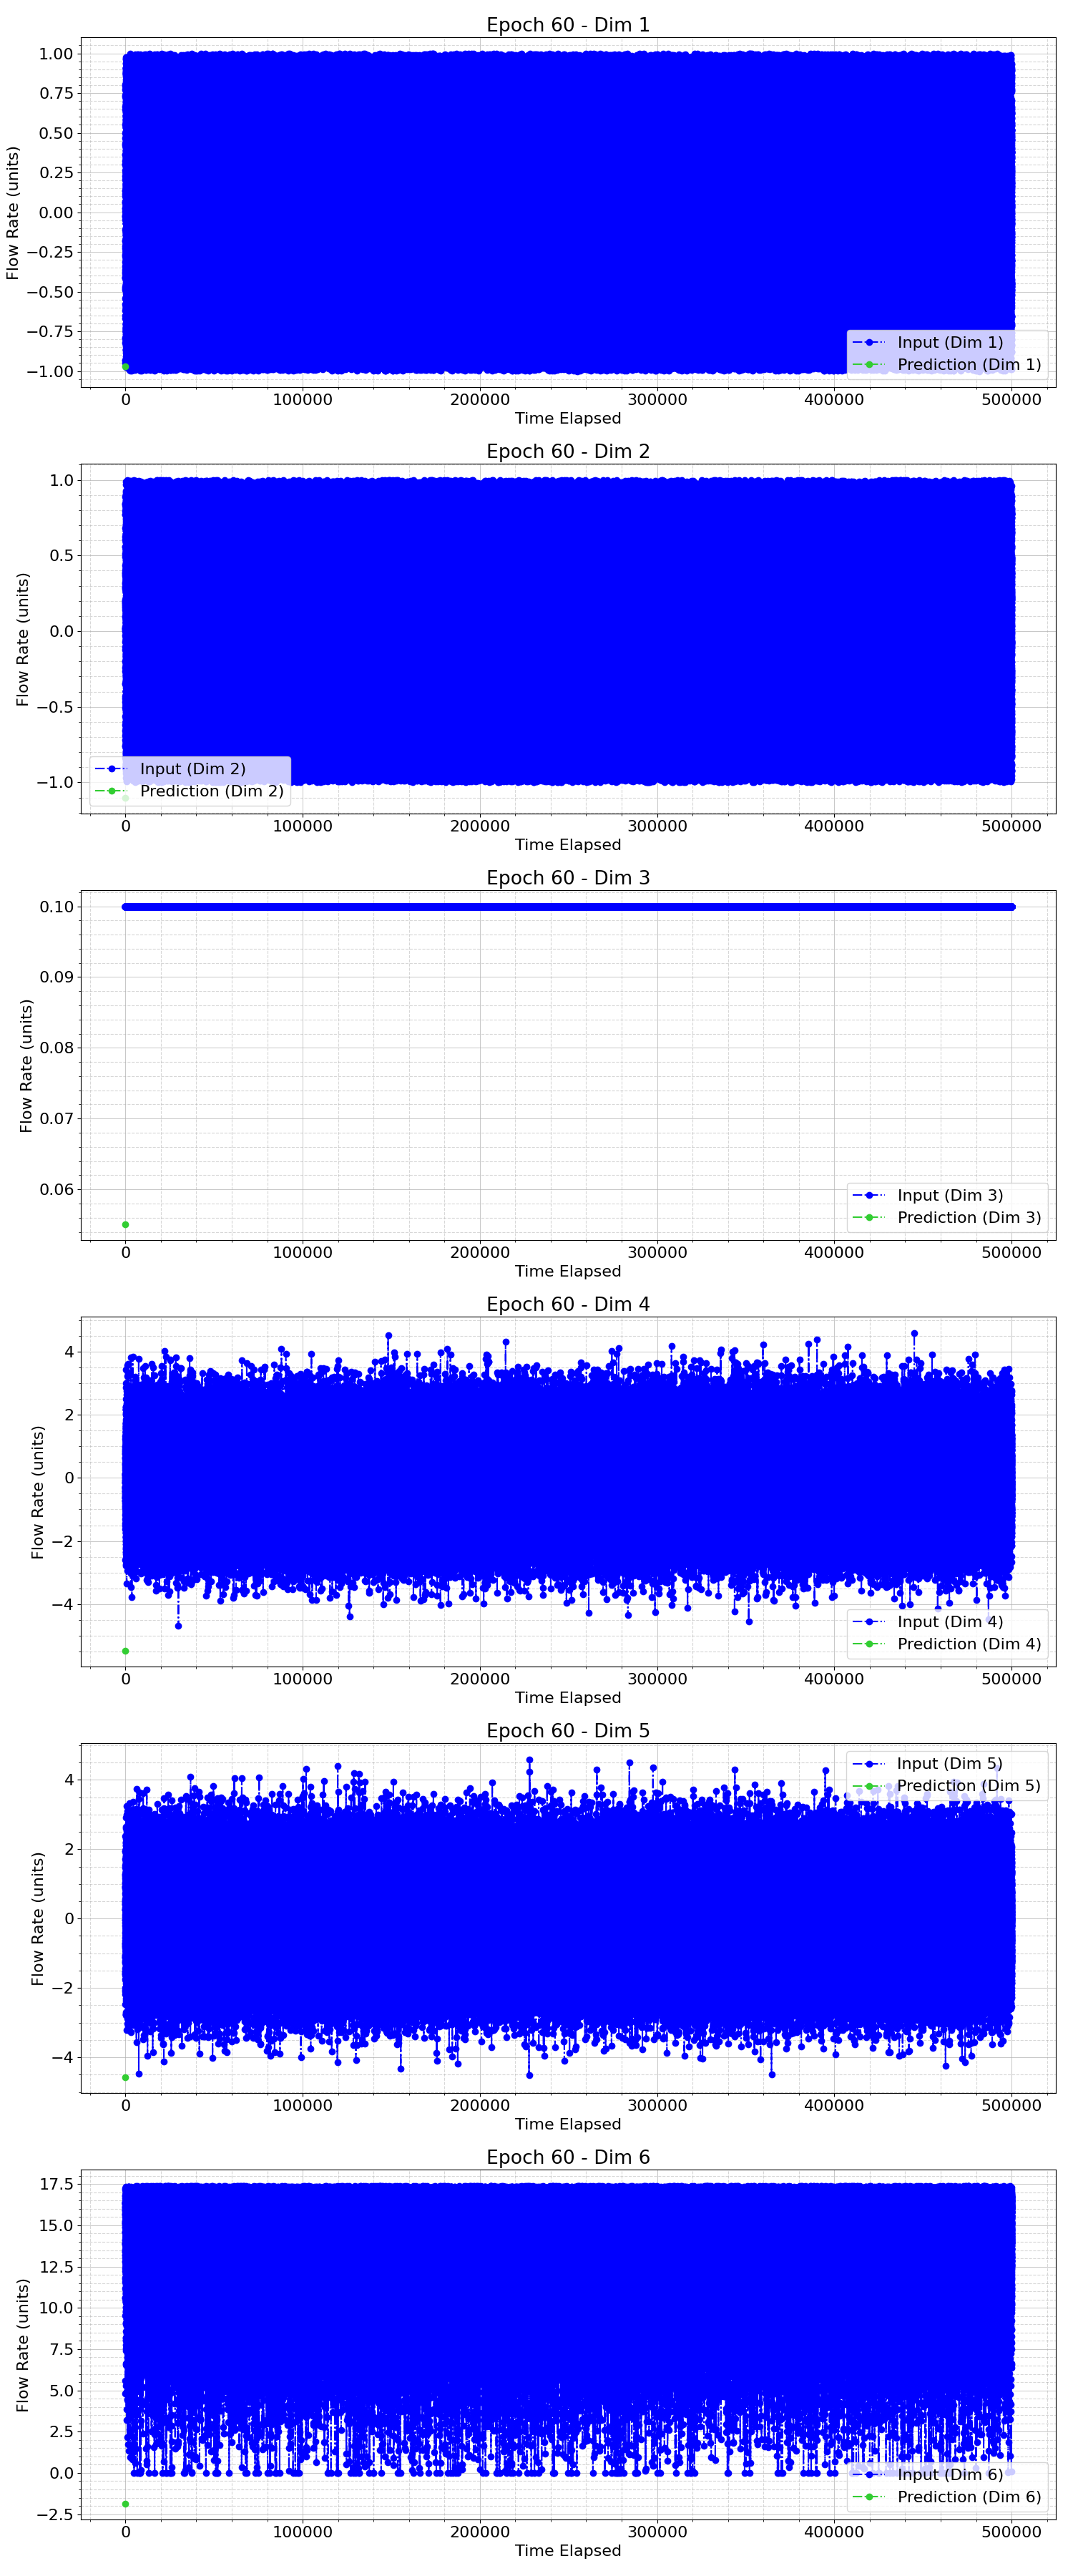 Epoch 60 - Dim 1
1.00
0.75
0.50
0.25
0.00
−0.25
−0.50
−0.75
−1.00
Flow Rate (units)
Input (Dim 1)
Prediction (Dim 1)
0 100000 200000 300000 400000 500000
Time Elapsed
Epoch 60 - Dim 2
1.0
0.5
0.0
−0.5
−1.0
Flow Rate (units)
Input (Dim 2)
Prediction (Dim 2)
0 100000 200000 300000 400000 500000
Time Elapsed
Epoch 60 - Dim 3
0.10
0.09
0.08
0.07
0.06
Flow Rate (units)
Input (Dim 3)
Prediction (Dim 3)
0 100000 200000 300000 400000 500000
Time Elapsed
Epoch 60 - Dim 4
4
2
0
−2
−4
Flow Rate (units)
Input (Dim 4)
Prediction (Dim 4)
0 100000 200000 300000 400000 500000
Time Elapsed
Epoch 60 - Dim 5
Input (Dim 5)
Prediction (Dim 5)
4
2
0
−2
−4
Flow Rate (units)
0 100000 200000 300000 400000 500000
Time Elapsed
Epoch 60 - Dim 6
17.5
15.0
12.5
10.0
7.5
5.0
2.5
0.0
−2.5
Flow Rate (units)
Input (Dim 6)
Prediction (Dim 6)
0 100000 200000 300000 400000 500000
Time Elapsed